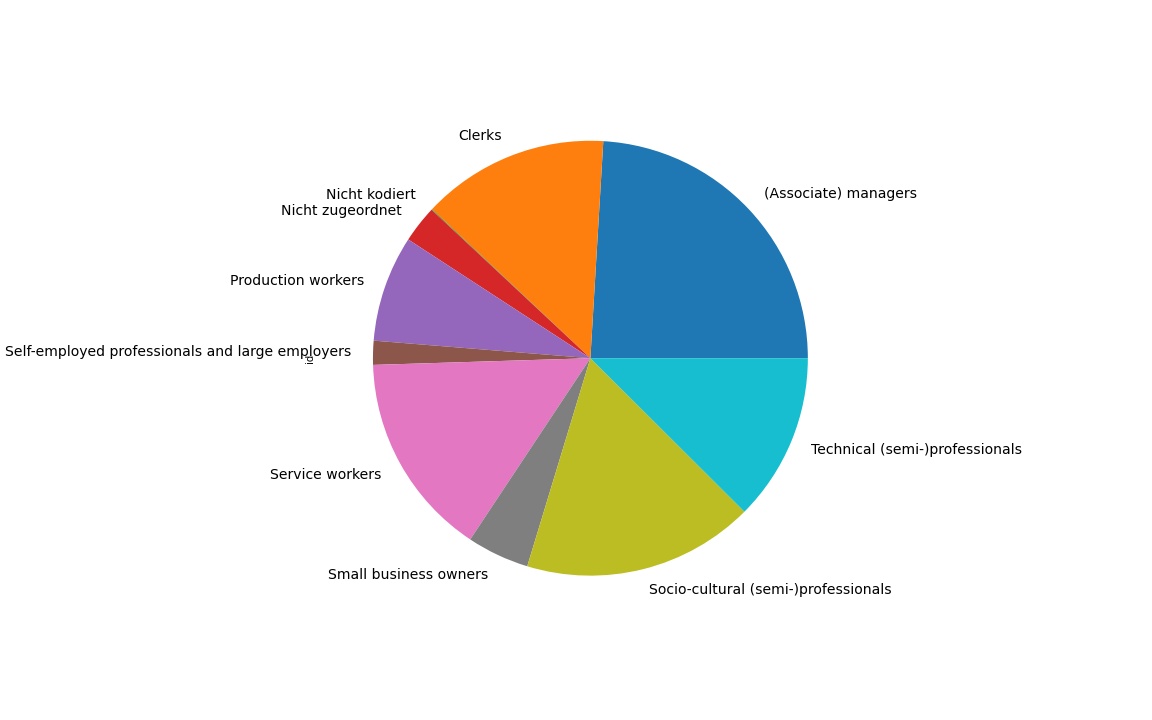 Clerks
(Associate) managers
Nicht kodiert
Nicht zugeordnet
Production workers
Self-employed professionals and large employers
id
Technical (semi-)professionals
Service workers
Small business owners
Socio-cultural (semi-)professionals